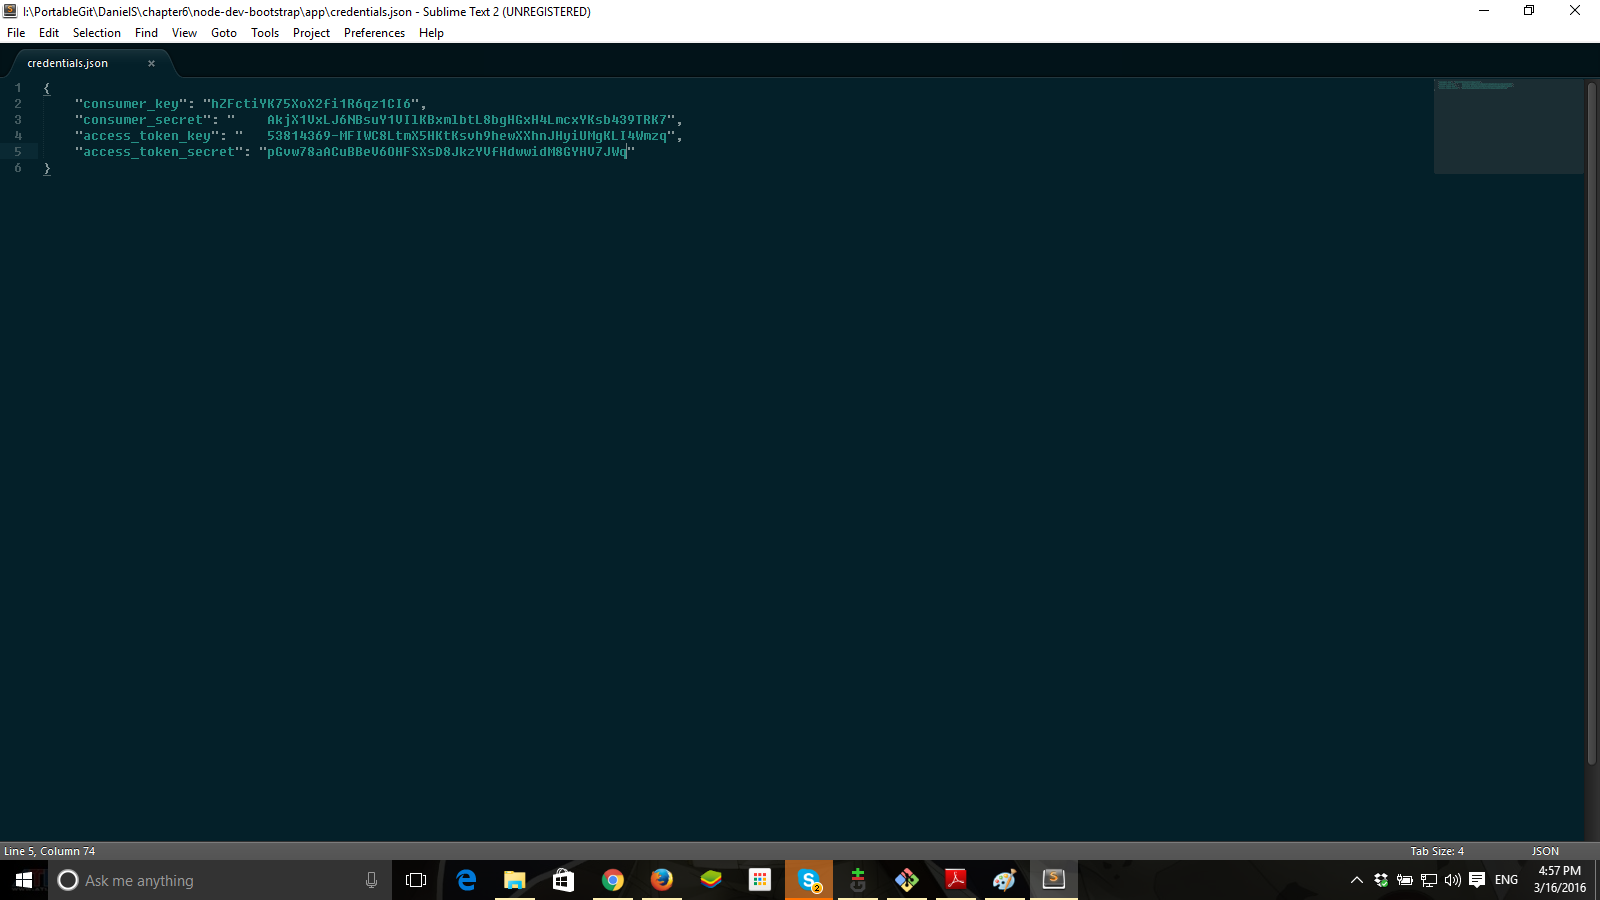 I:\PortableGit\DanielS\chapter6\node-dev-bootstrap\app\credentials.json - Sublime Text 2 (UNREGISTERED)
File Edit Selection Find View Goto Tools Project Preferences Help
credentials.json
1 {
2 "consumer_key": "hZFctiYK75XoX2fi1R6qz1CI6",
3 "consumer_secret": " AkjX1VxLJ6NBsuY1VIlKBxmlbtL8bgHGxH4LmcxYKsb439TRK7",
4 "access_token_key": " 53814369-MFIWC8LtmX5HKtKsvh9hewXXhnJHyiUMgKLI4Wmzq",
5 "access_token_secret": "pGvw78aACuBBeV6OHFSXsD8JkzYVfHdwwidM8GYHV7JWq"
6 }
Line 5, Column 74
Tab Size: 4
JSON
Ask me anything
2
ENG
4:57 PM
3/16/2016